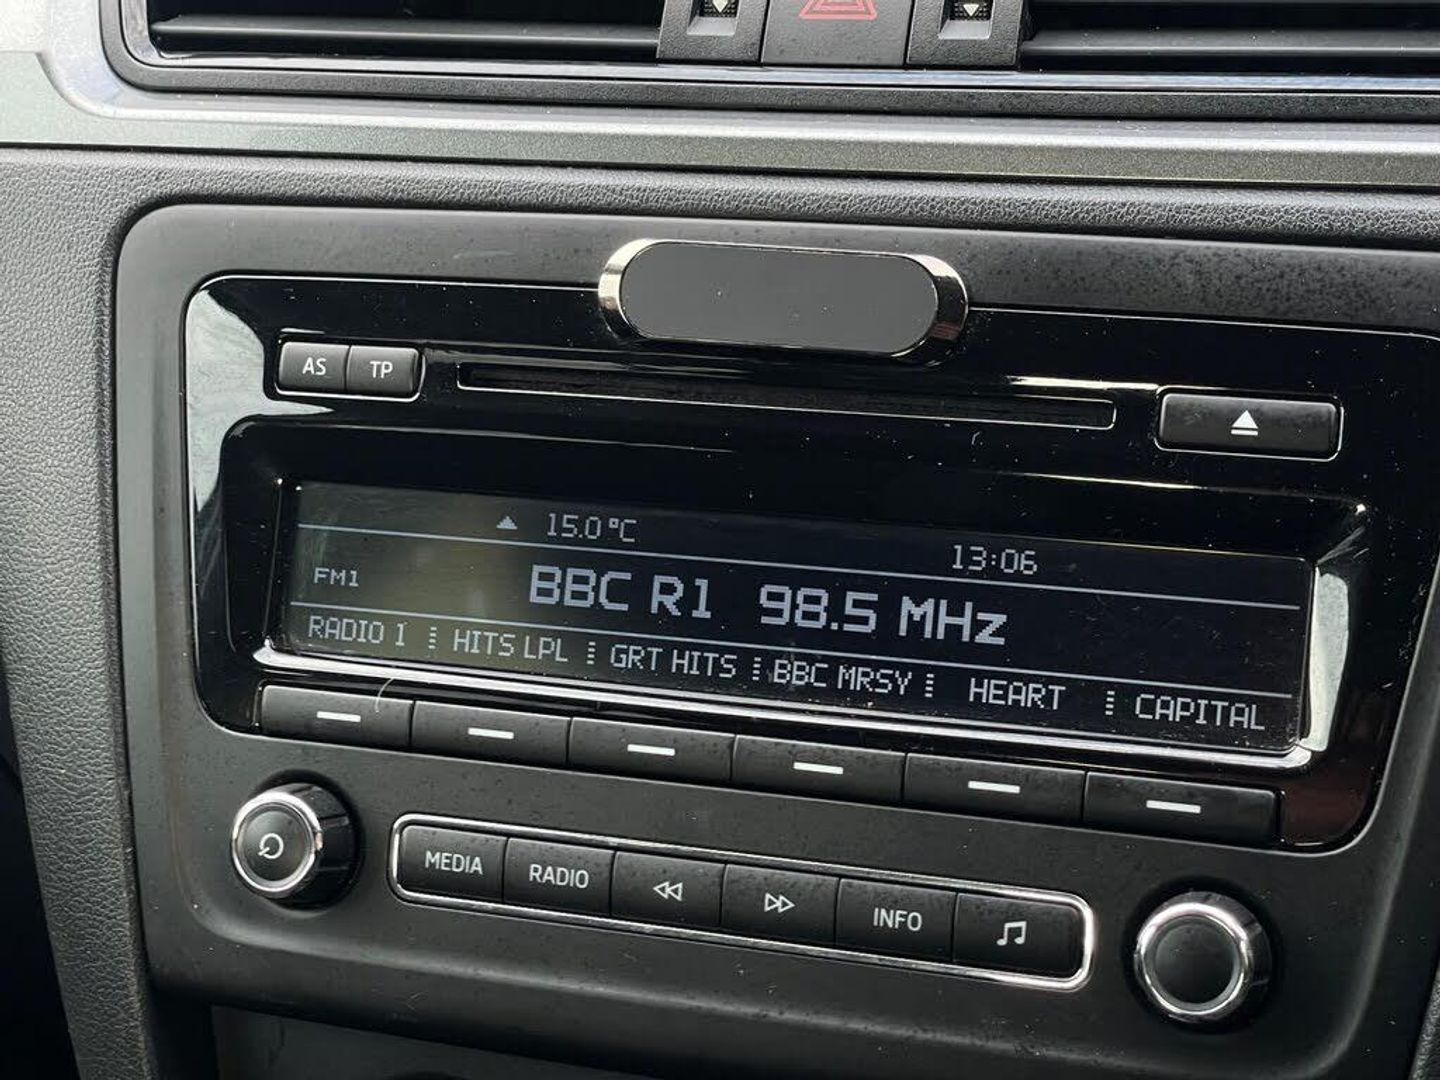 AS TP
15.0°C 13:06
FM1 BBC R1 98.5 MHz
RADIO 1 HITS LPL GRT HITS BBC MRSY HEART CAPITAL
MEDIA RADIO INFO